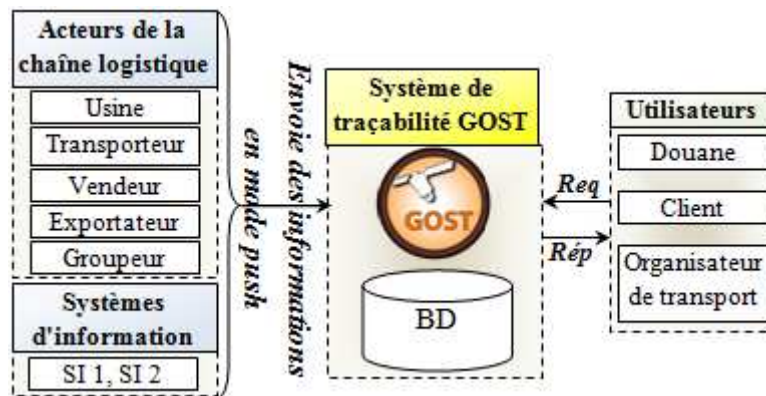 Acteurs de la
chaîne logistique
Usine
Transporteur
Vendeur
Exportateur
Groupeur
Systèmes
d'information
SI 1, SI 2
Envoie des informations
en mode push
Système de
traçabilité GOST
GOST
BD
Req
Rép
Utilisateurs
Douane
Client
Organisateur
de transport